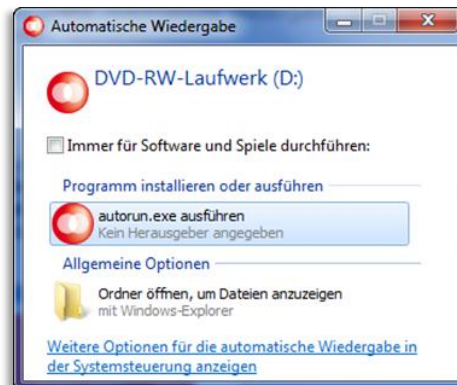 Automatische Wiedergabe
DVD-RW-Laufwerk (D:)
Immer für Software und Spiele durchführen:
Programm installieren oder ausführen
autorun.exe ausführen
Kein Herausgeber angegeben
Allgemeine Optionen
Ordner öffnen, um Dateien anzuzeigen
mit Windows-Explorer
Weitere Optionen für die automatische Wiedergabe in
der Systemsteuerung anzeigen